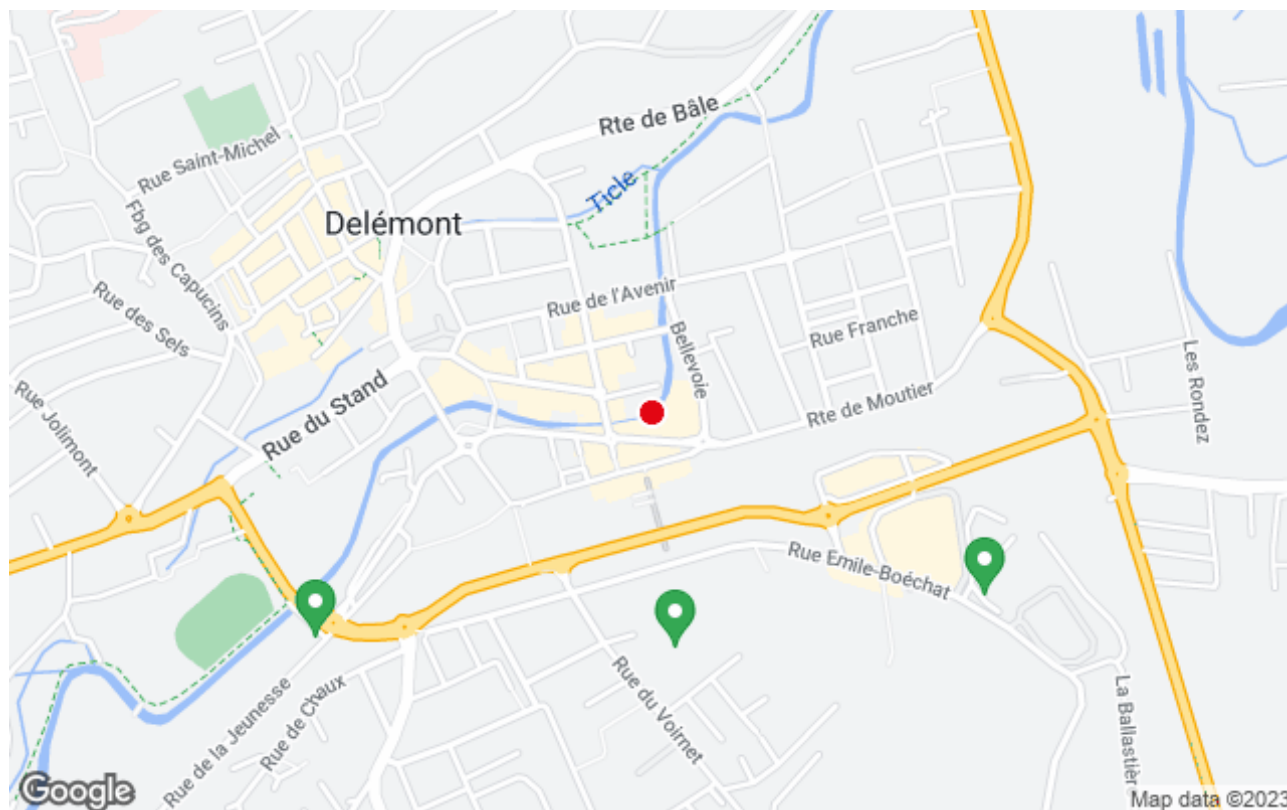 Rte de Bâle
Rue Saint-Michel
Ticle
Delémont
Fbg des Capucins
Rue de l'Avenir
Rue des Sels
Bellevoie
Rue Franche
Les Rondez
Rue Jolimont
Rue du Stand
Rte de Moutier
Rue Emile-Boéchat
Rue de la Jeunesse
Rue de Chaux
Rue du Voirnet
La Ballastière
Google
Map data ©2023